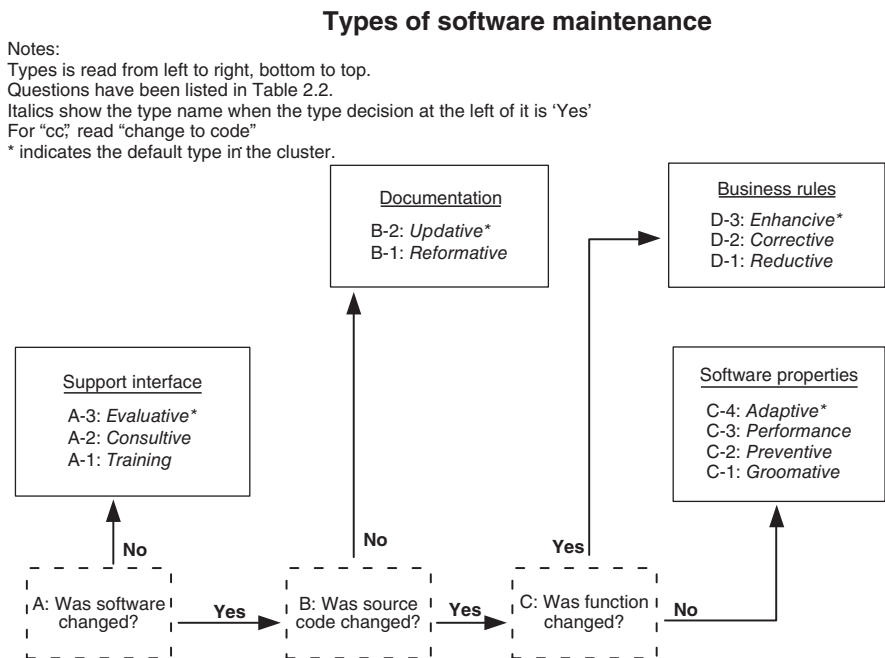 Types of software maintenance
Notes:
Types is read from left to right, bottom to top.
Questions have been listed in Table 2.2.
Italics show the type name when the type decision at the left of it is ‘Yes’
For “cc,” read “change to code”
* indicates the default type in the cluster.
Documentation
B-2: Updative*
B-1: Reformative
Business rules
D-3: Enhancive*
D-2: Corrective
D-1: Reductive
Support interface
A-3: Evaluative*
A-2: Consultive
A-1: Training
Software properties
C-4: Adaptive*
C-3: Performance
C-2: Preventive
C-1: Groomative
No
No
Yes
A: Was software
changed?
Yes
B: Was source
code changed?
Yes
C: Was function
changed?
No